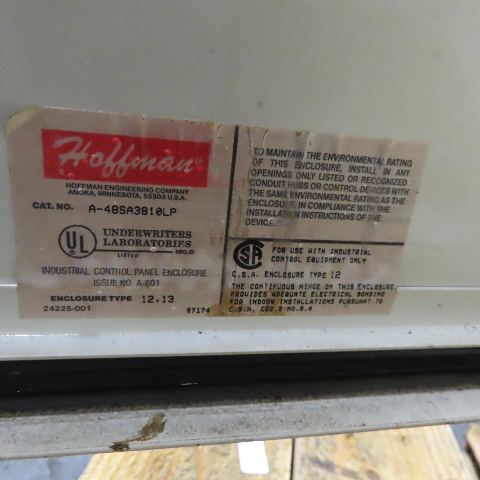 Hoffman®
HOFFMAN ENGINEERING COMPANY
ANOKA, MINNESOTA, 55303 U.S.A.
CAT. NO. A-48SA3810LP
UL
UNDERWRITERS
LABORATORIES
INC.®
LISTED
INDUSTRIAL CONTROL PANEL ENCLOSURE
ISSUE NO. A-601
ENCLOSURE TYPE 12,13
24225-001 97174
TO MAINTAIN THE ENVIRONMENTAL RATING
OF THIS ENCLOSURE, INSTALL IN ANY
OPENINGS ONLY LISTED OR RECOGNIZED
CONDUIT HUBS OR CONTROL DEVICES WITH
THE SAME ENVIRONMENTAL RATING AS THE
ENCLOSURE IN COMPLIANCE WITH THE
INSTALLATION INSTRUCTIONS OF THE
DEVICE.
SA
FOR USE WITH INDUSTRIAL
CONTROL EQUIPMENT ONLY
C.S.A. ENCLOSURE TYPE 12
THE CONTINUOUS HINGE ON THIS ENCLOSURE
PROVIDES ADEQUATE ELECTRICAL BONDING
FOR INDOOR INSTALLATIONS PURSUANT TO
C.S.A. C22.2-NO.0.4